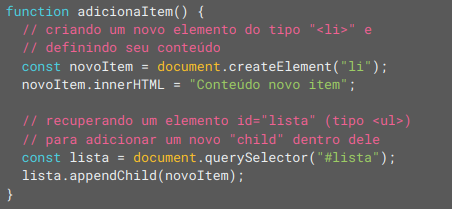 function adicionaItem() {
// criando um novo elemento do tipo "<li>" e
// definindo seu conteúdo
const novoItem = document.createElement("li");
novoItem.innerHTML = "Conteúdo novo item";
// recuperando um elemento id="lista" (tipo <ul>)
// para adicionar um novo "child" dentro dele
const lista = document.querySelector("#lista");
lista.appendChild(novoItem);
}